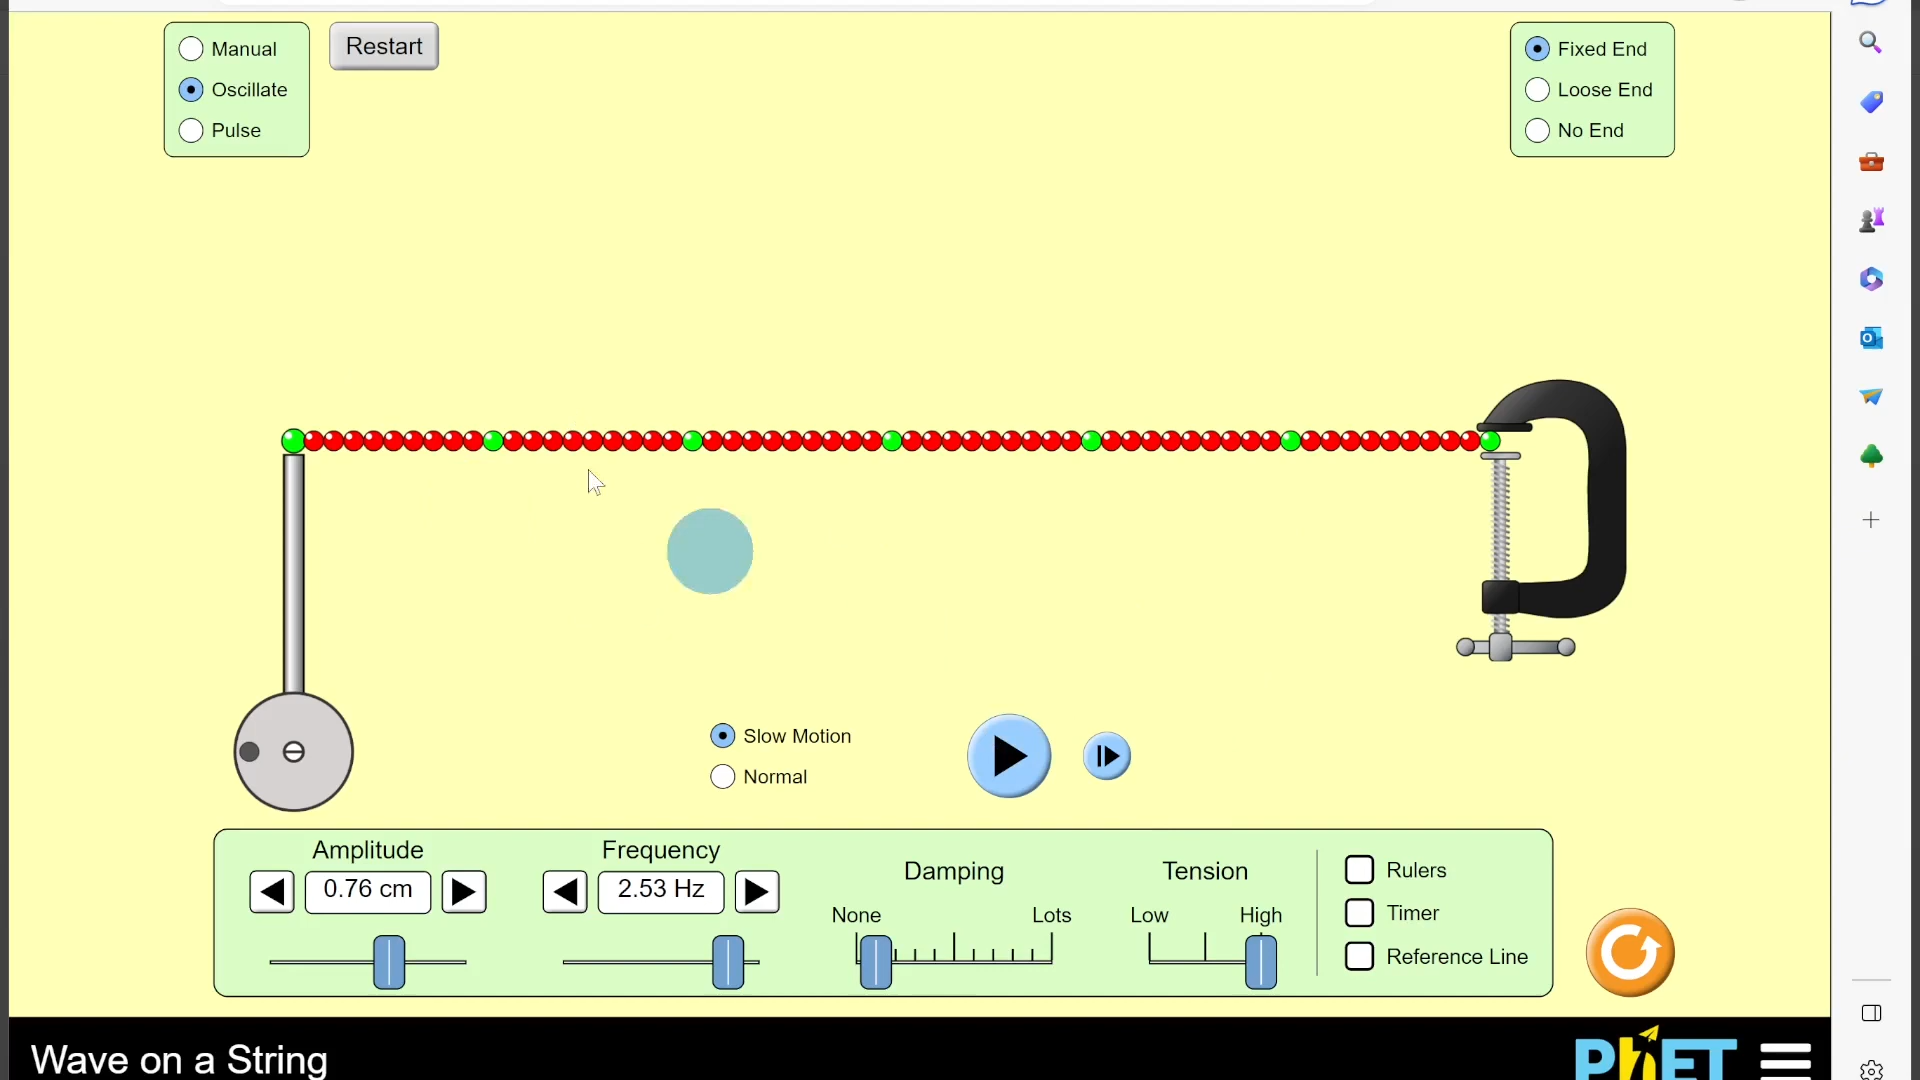 Manual
Oscillate
Pulse
Restart
Fixed End
Loose End
No End
Slow Motion
Normal
Amplitude
0.76 cm
Frequency
2.53 Hz
Damping
None
Lots
Tension
Low
High
Rulers
Timer
Reference Line
Wave on a String
PhET